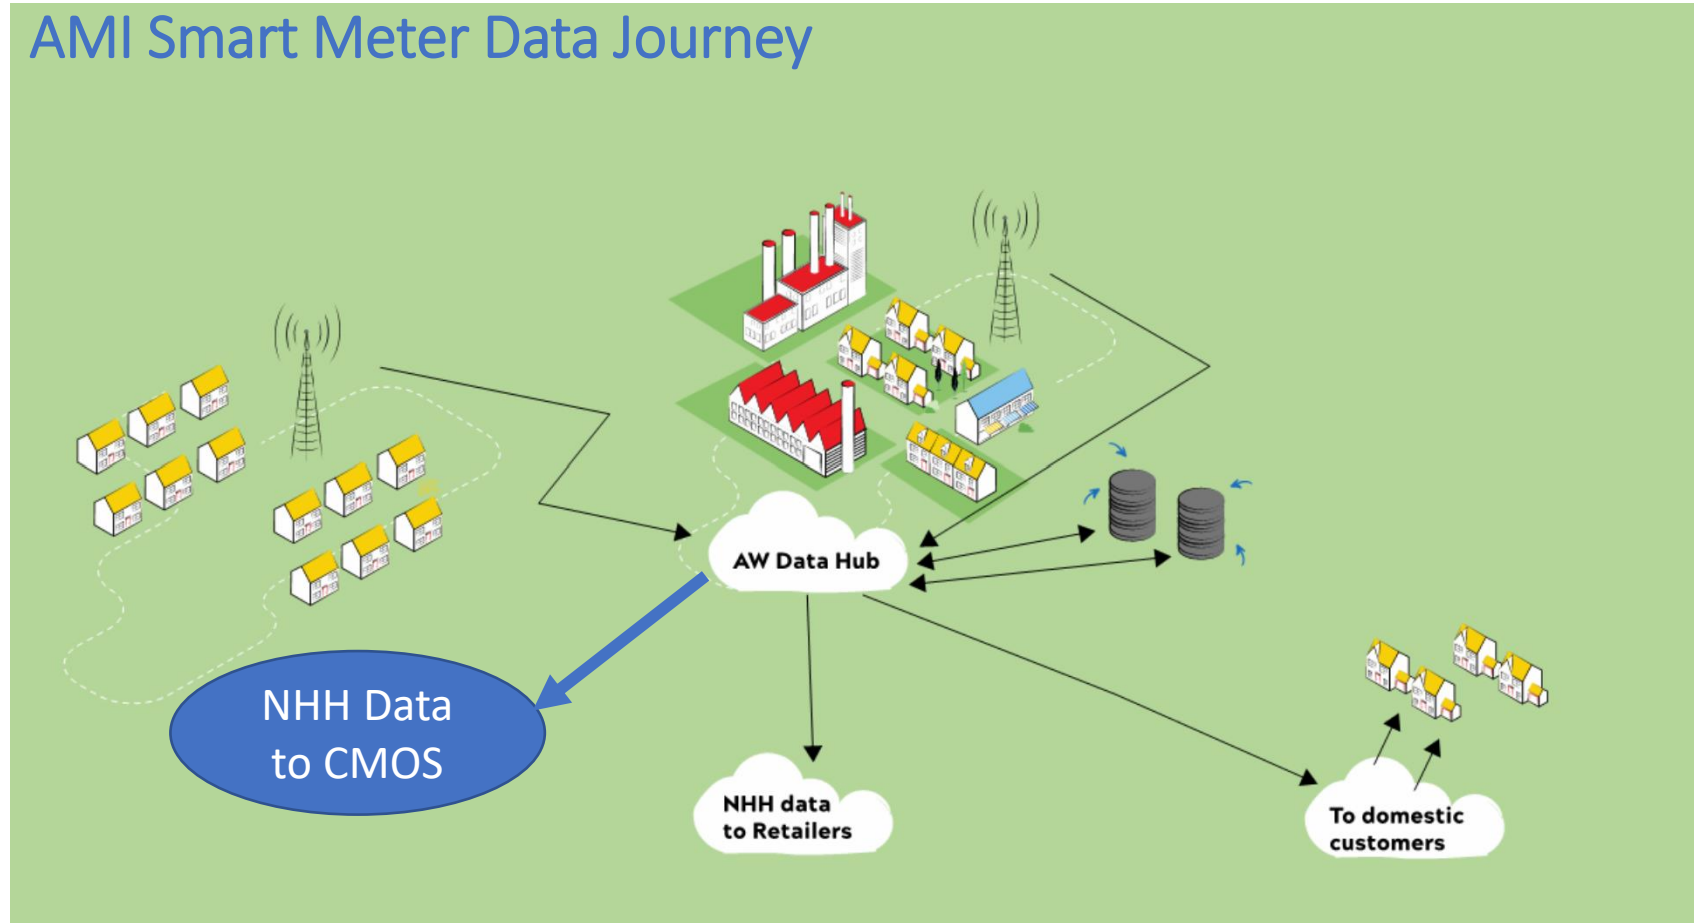 AMI Smart Meter Data Journey
AW Data Hub
NHH Data
to CMOS
NHH data
to Retailers
To domestic
customers